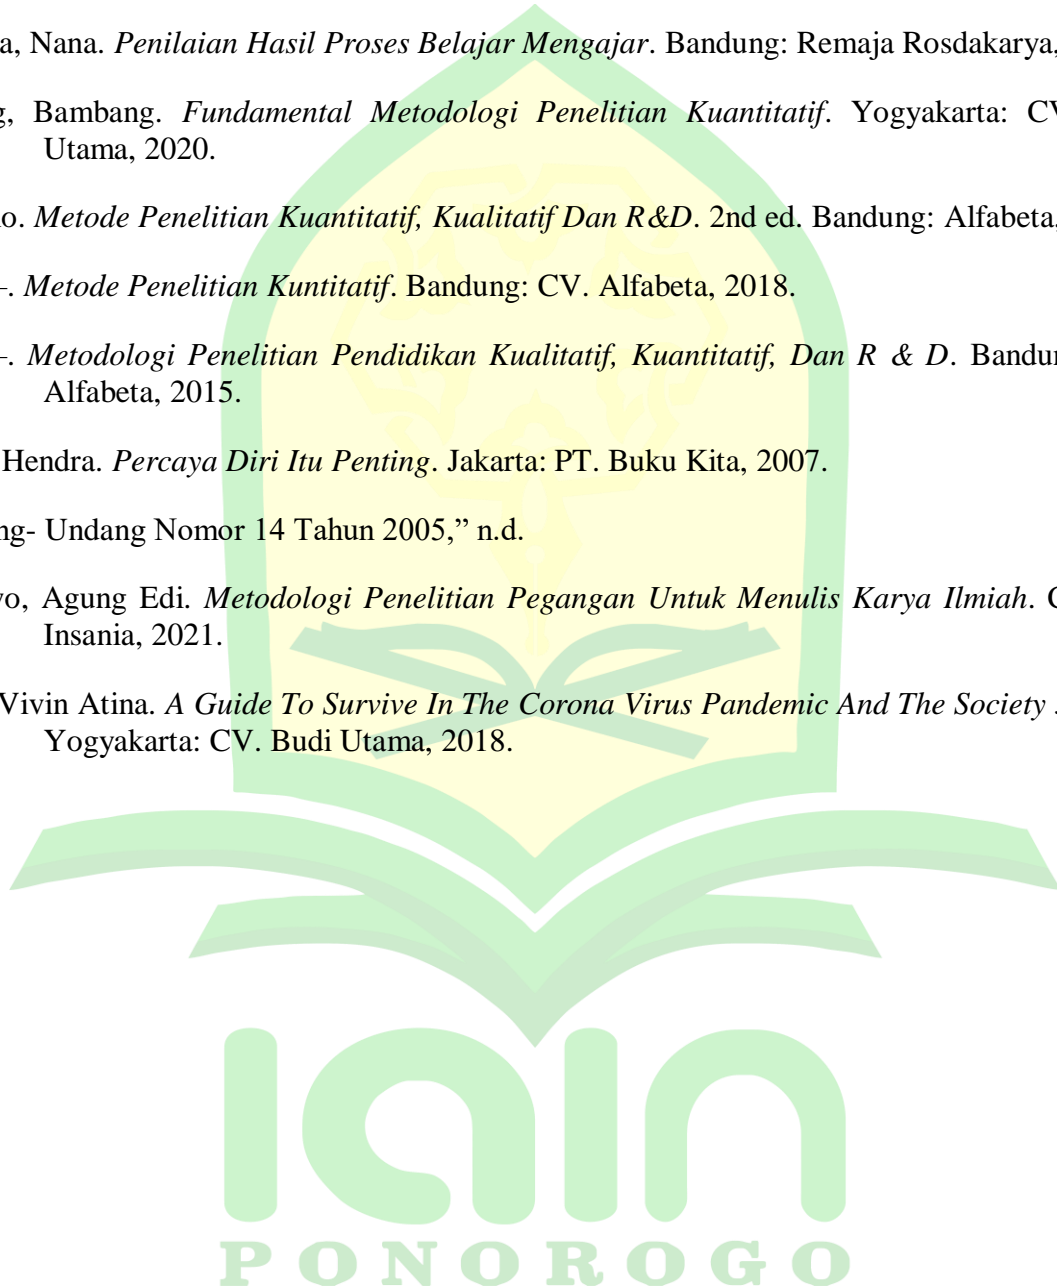 a, Nana. Penilaian Hasil Proses Belajar Mengajar. Bandung: Remaja Rosdakarya,
g, Bambang. Fundamental Metodologi Penelitian Kuantitatif. Yogyakarta: CV
Utama, 2020.
o. Metode Penelitian Kuantitatif, Kualitatif Dan R&D. 2nd ed. Bandung: Alfabeta,
–. Metode Penelitian Kuntitatif. Bandung: CV. Alfabeta, 2018.
–. Metodologi Penelitian Pendidikan Kualitatif, Kuantitatif, Dan R & D. Bandun
Alfabeta, 2015.
Hendra. Percaya Diri Itu Penting. Jakarta: PT. Buku Kita, 2007.
ng- Undang Nomor 14 Tahun 2005,” n.d.
vo, Agung Edi. Metodologi Penelitian Pegangan Untuk Menulis Karya Ilmiah.
Insania, 2021.
Vivin Atina. A Guide To Survive In The Corona Virus Pandemic And The Society
Yogyakarta: CV. Budi Utama, 2018.
iain
PONOROGO